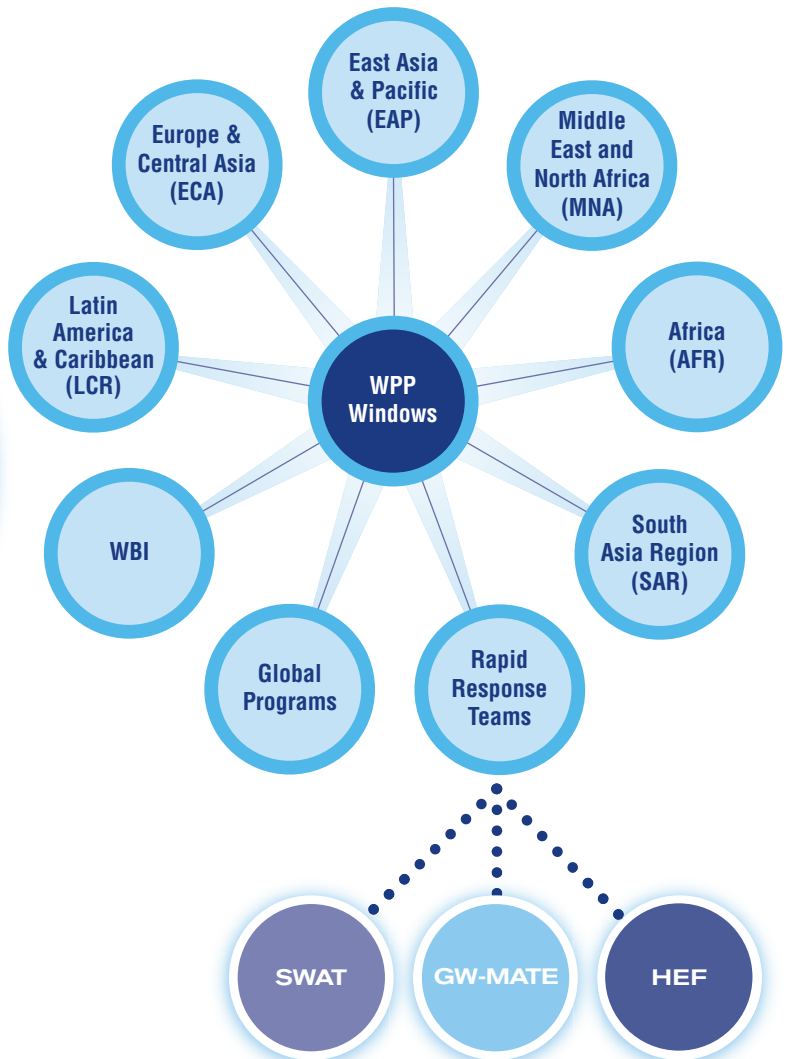 East Asia
& Pacific
(EAP)
Europe &
Central Asia
(ECA)
Middle
East and
North Africa
(MNA)
Latin
America
& Caribbean
(LCR)
Africa
(AFR)
WPP
Windows
WBI
South
Asia Region
(SAR)
Global
Programs
Rapid
Response
Teams
SWAT
GW-MATE
HEF